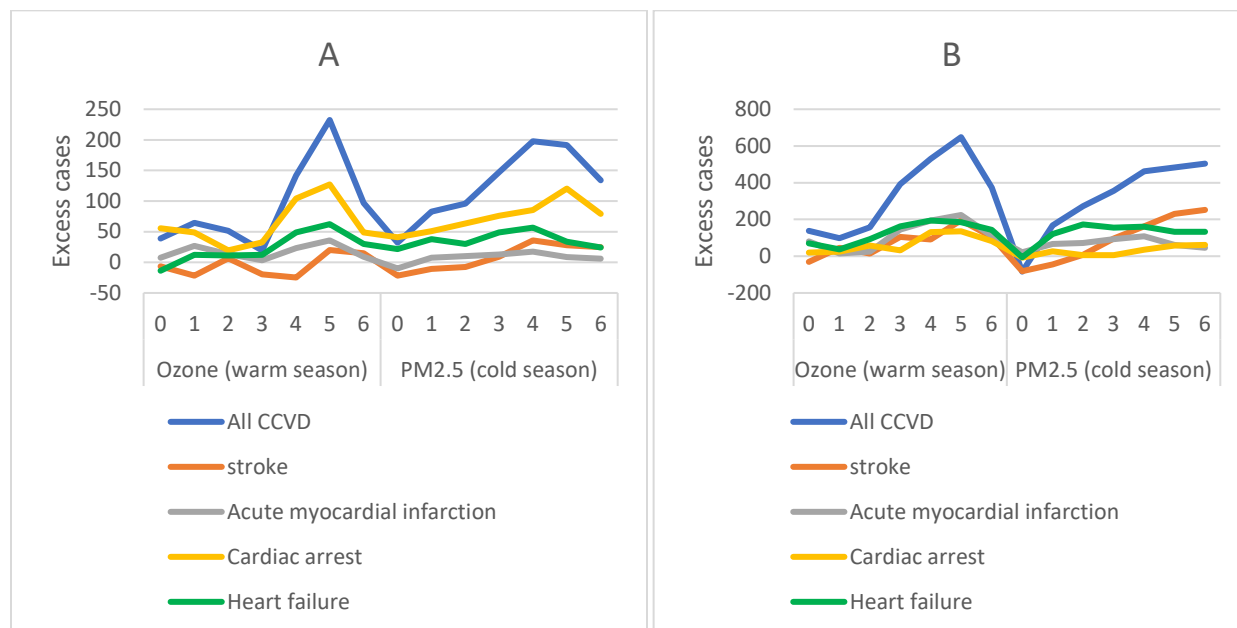 A
Excess cases
250
200
150
100
50
0
-50
0 1 2 3 4 5 6 0 1 2 3 4 5 6
Ozone (warm season) PM2.5 (cold season)
All CCVD
stroke
Acute myocardial infarction
Cardiac arrest
Heart failure
B
Excess cases
800
600
400
200
0
-200
0 1 2 3 4 5 6 0 1 2 3 4 5 6
Ozone (warm season) PM2.5 (cold season)
All CCVD
stroke
Acute myocardial infarction
Cardiac arrest
Heart failure